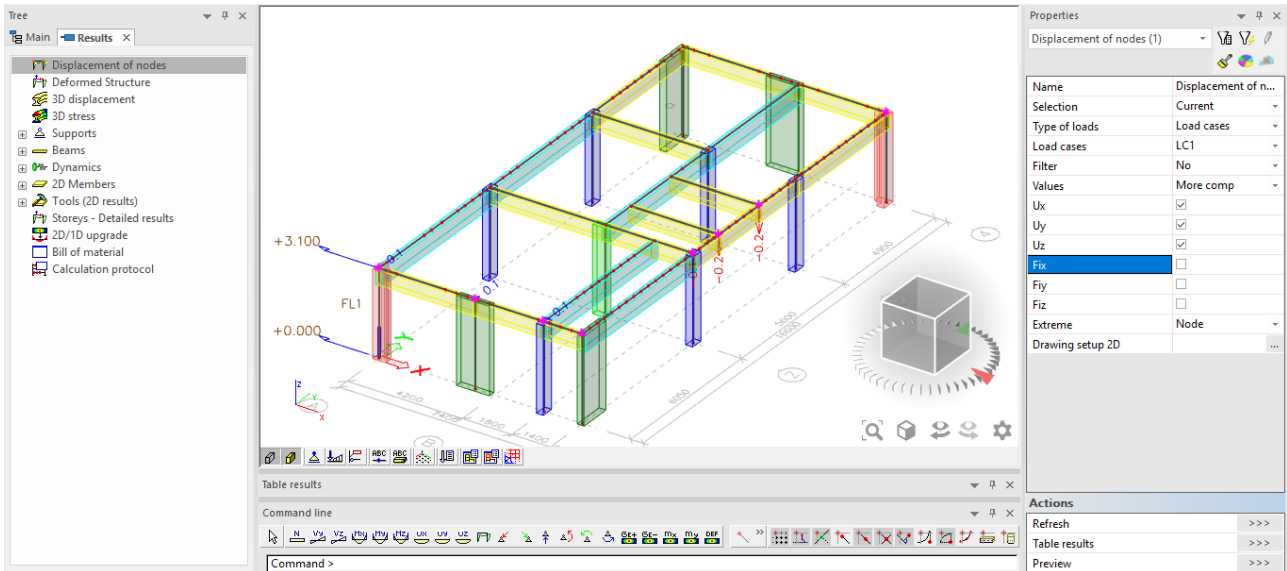 Tree
Main
Results
Displacement of nodes
Deformed Structure
3D displacement
3D stress
Supports
Beams
Dynamics
2D Members
Tools (2D results)
Storeys - Detailed results
2D/1D upgrade
Bill of material
Calculation protocol
+3.100
FL1
+0.000
0.1
0.1
0.1
-0.2
-0.2
X
Y
z
x
4200
2400
1800
1400
6050
5600
16600
4950
A
B
2
4
Table results
Command line
Command >
Properties
Displacement of nodes (1)
Name Displacement of n...
Selection Current
Type of loads Load cases
Load cases LC1
Filter No
Values More comp
Ux
Uy
Uz
Fix
Fiy
Fiz
Extreme Node
Drawing setup 2D ...
Actions
Refresh >>>
Table results >>>
Preview >>>